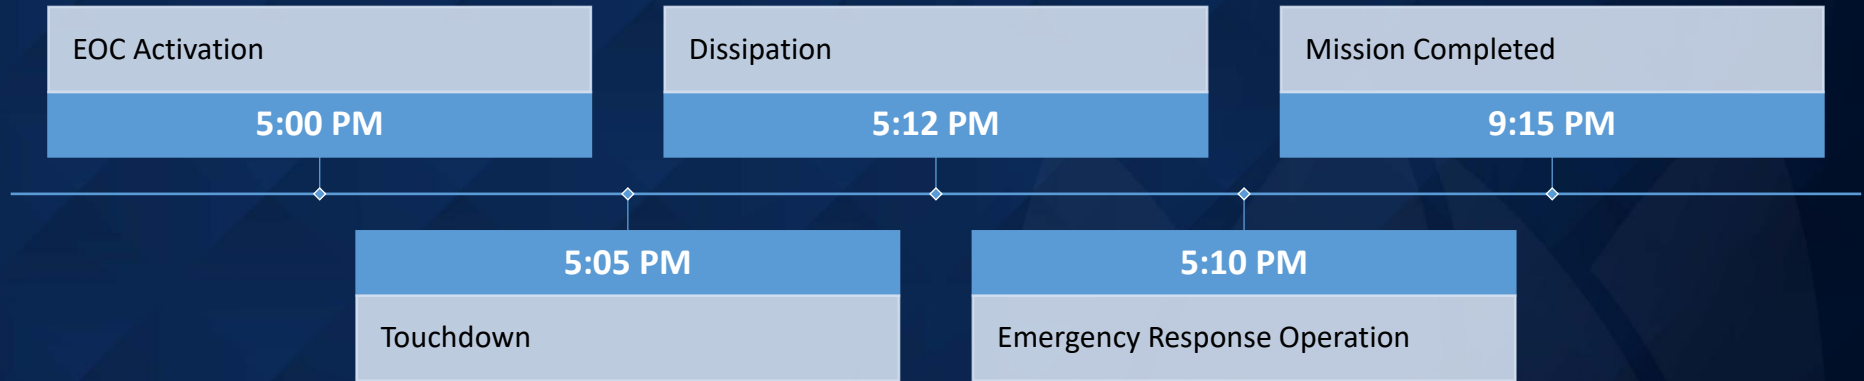 EOC Activation
5:00 PM
5:05 PM
Touchdown
Dissipation
5:12 PM
5:10 PM
Emergency Response Operation
Mission Completed
9:15 PM